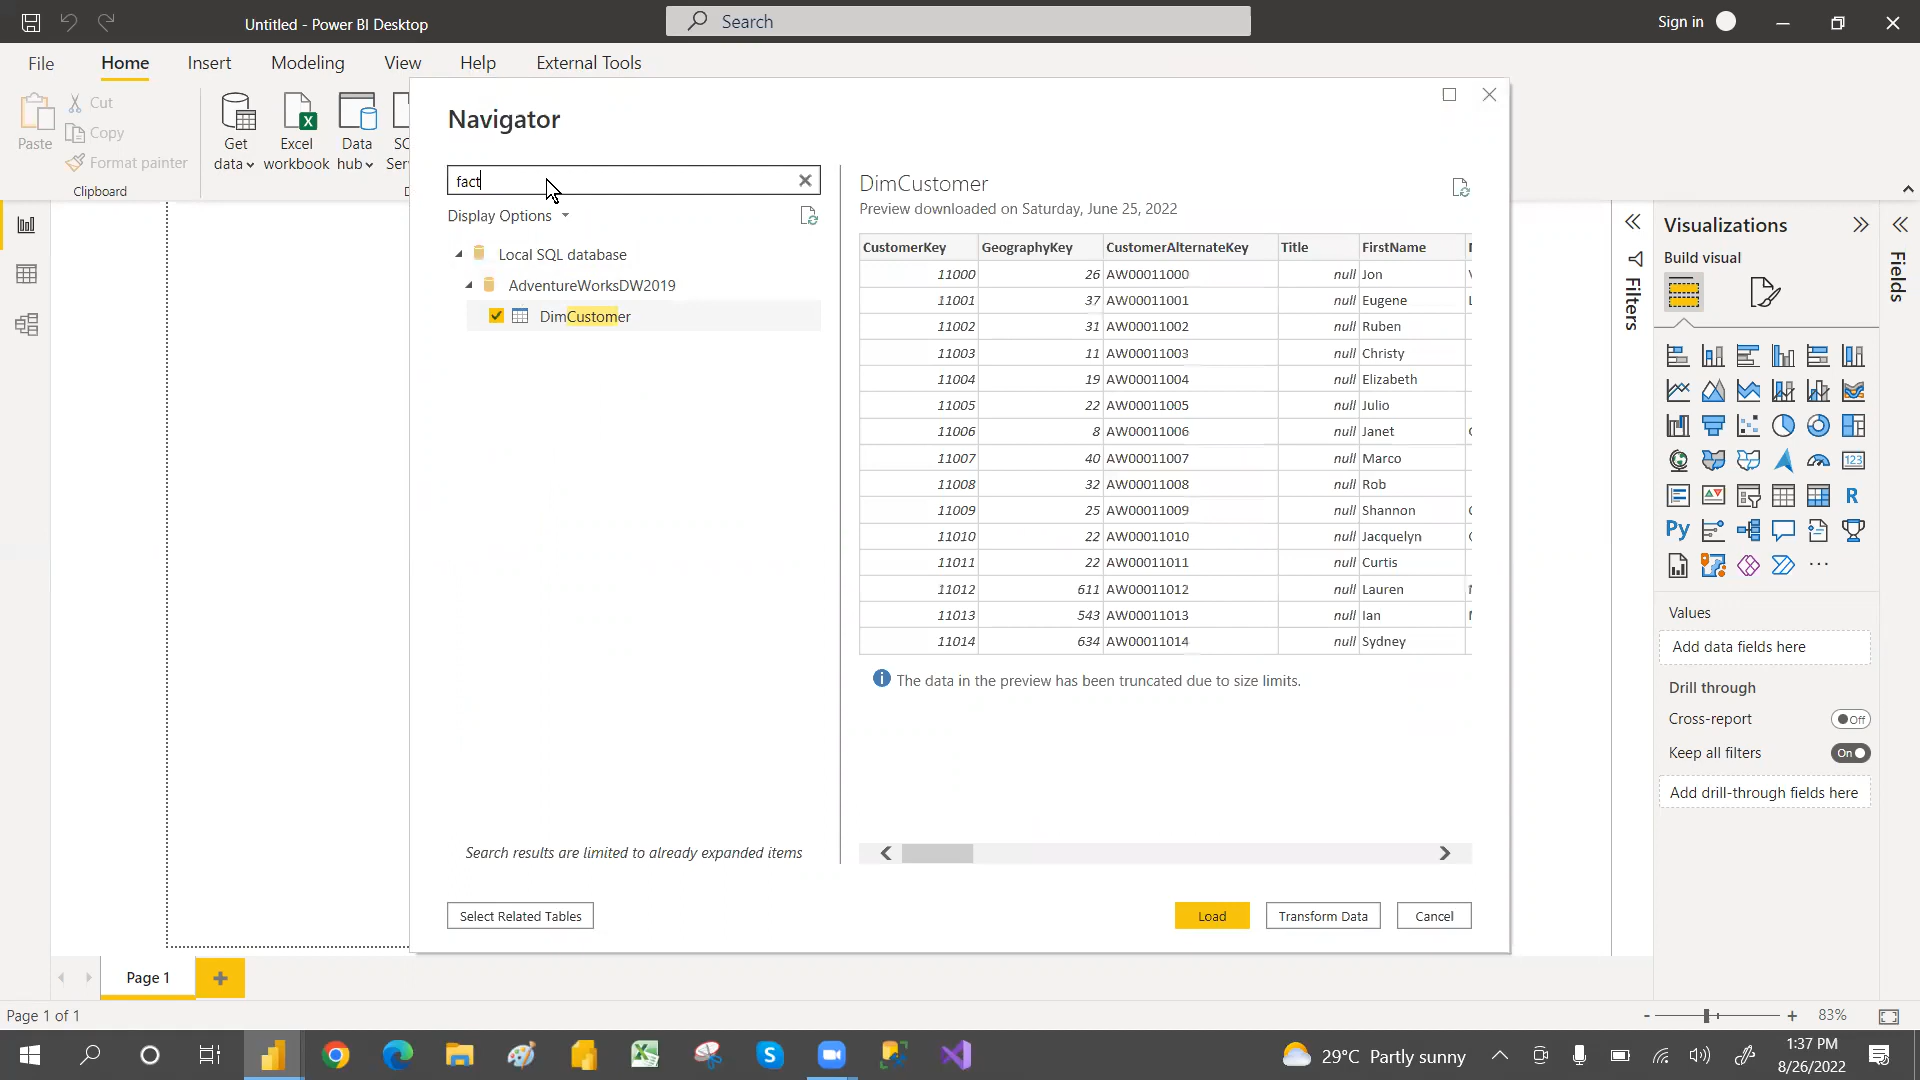 Untitled - Power BI Desktop
Search
Sign in
File
Home
Insert
Modeling
View
Help
External Tools
Paste
Cut
Copy
Format painter
Clipboard
Get data
Excel workbook
Data hub
Navigator
fact
Display Options
Local SQL database
AdventureWorksDW2019
DimCustomer
Search results are limited to already expanded items
Select Related Tables
DimCustomer
Preview downloaded on Saturday, June 25, 2022
CustomerKey GeographyKey CustomerAlternateKey Title FirstName
11000 26 AW00011000 null Jon
11001 37 AW00011001 null Eugene
11002 31 AW00011002 null Ruben
11003 11 AW00011003 null Christy
11004 19 AW00011004 null Elizabeth
11005 22 AW00011005 null Julio
11006 8 AW00011006 null Janet
11007 40 AW00011007 null Marco
11008 32 AW00011008 null Rob
11009 25 AW00011009 null Shannon
11010 22 AW00011010 null Jacquelyn
11011 22 AW00011011 null Curtis
11012 611 AW00011012 null Lauren
11013 543 AW00011013 null Ian
11014 634 AW00011014 null Sydney
The data in the preview has been truncated due to size limits.
Load
Transform Data
Cancel
Filters
Visualizations
Build visual
123
R
Py
Values
Add data fields here
Drill through
Cross-report
Off
Keep all filters
On
Add drill-through fields here
Fields
Page 1
Page 1 of 1
83%
29°C Partly sunny
1:37 PM
8/26/2022